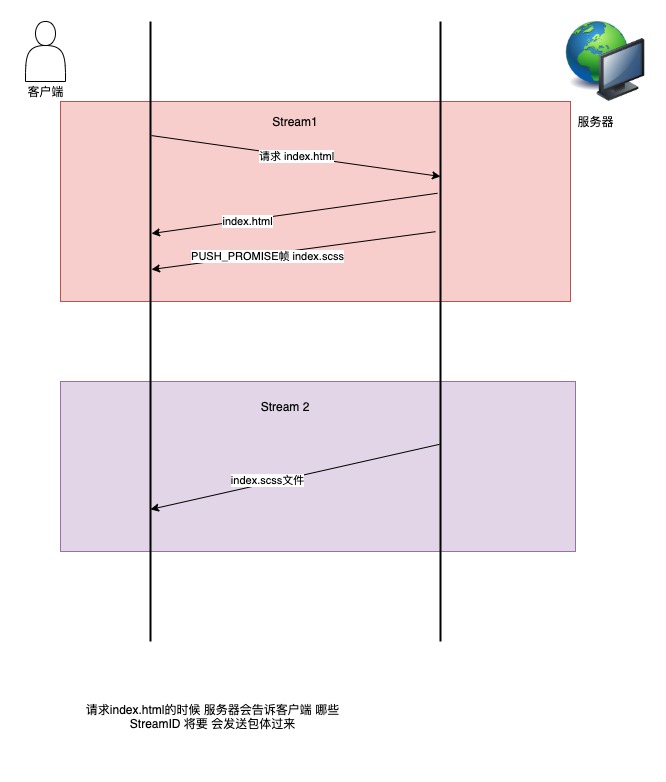 客户端
服务器
Stream1
请求 index.html
index.html
PUSH_PROMISE帧 index.scss
Stream 2
index.scss文件
请求index.html的时候 服务器会告诉客户端 哪些
StreamID 将要 会发送包体过来